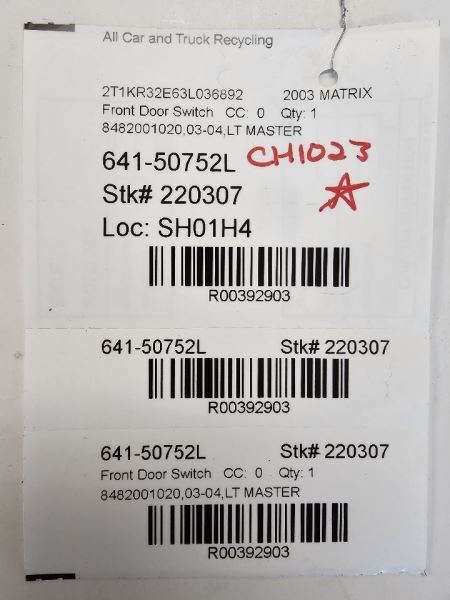 All Car and Truck Recycling
2T1KR32E63L036892 2003 MATRIX
Front Door Switch CC: 0 Qty: 1
8482001020,03-04,LT MASTER
641-50752L CH1023
Stk# 220307
Loc: SH01H4
R00392903
641-50752L Stk# 220307
R00392903
641-50752L Stk# 220307
Front Door Switch CC: 0 Qty: 1
8482001020,03-04,LT MASTER
R00392903